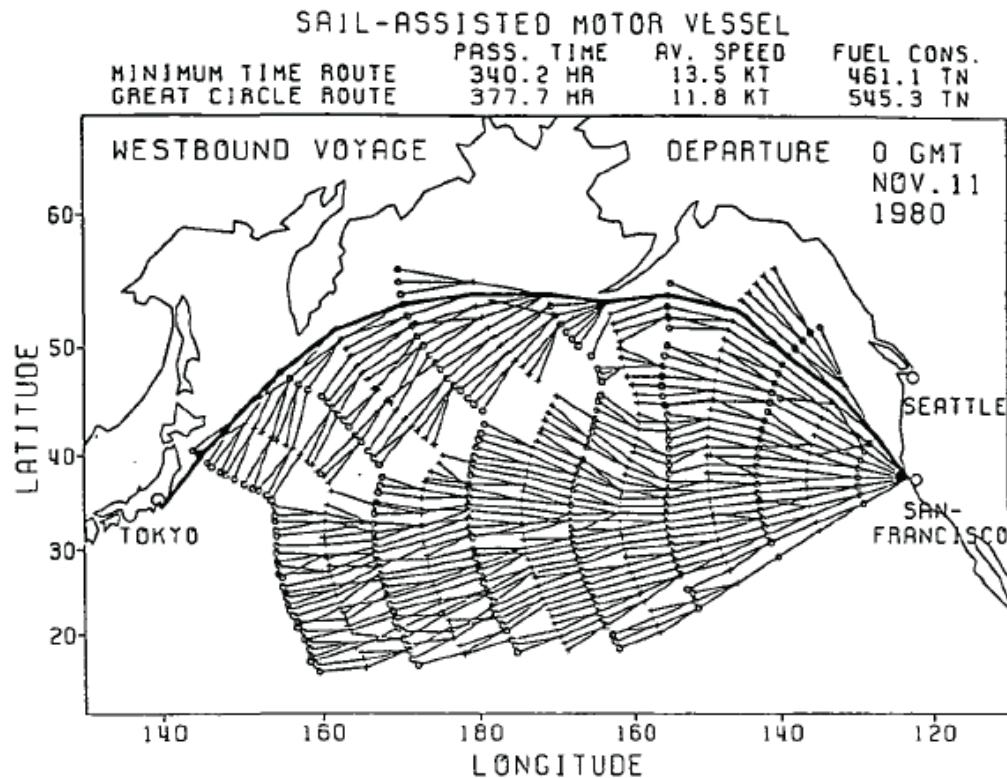 SAIL-ASSISTED MOTOR VESSEL
PASS. TIME AV. SPEED FUEL CONS.
MINIMUM TIME ROUTE 340.2 HR 13.5 KT 461.1 TN
GREAT CIRCLE ROUTE 377.7 HR 11.8 KT 545.3 TN
WESTBOUND VOYAGE DEPARTURE 0 GMT
NOV.11
1980
60
50
40
30
20
LATITUDE
SEATTLE
SAN-
FRANCISCO
TOKYO
140 160 180 160 140 120
LONGITUDE